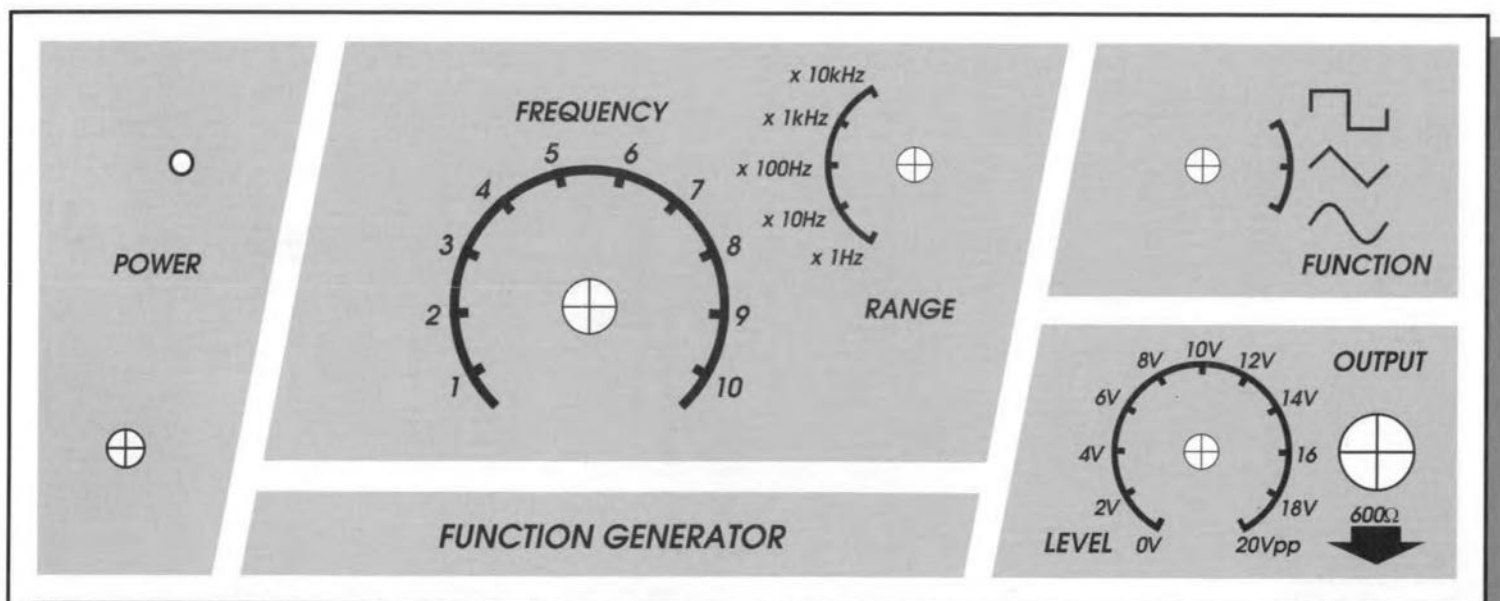 POWER
FREQUENCY
1
2
3
4
5
6
7
8
9
10
x 10kHz
x 1kHz
x 100Hz
x 10Hz
x 1Hz
RANGE
FUNCTION
FUNCTION GENERATOR
LEVEL
0V
2V
4V
6V
8V
10V
12V
14V
16
18V
20Vpp
OUTPUT
600Ω